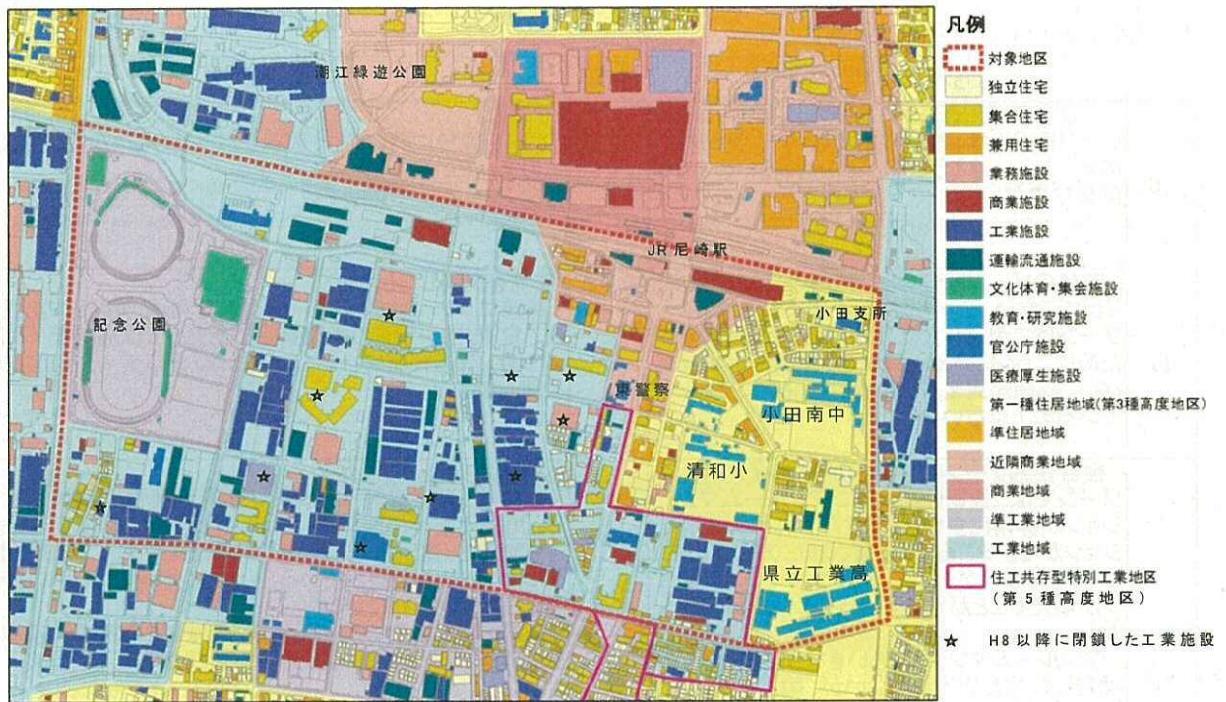 潮江緑遊公園
JR尼崎駅
小田支所
記念公園
東警察
小田南中
清和小
県立工業高
凡例
対象地区
独立住宅
集合住宅
兼用住宅
業務施設
商業施設
工業施設
運輸流通施設
文化体育・集会施設
教育・研究施設
官公庁施設
医療厚生施設
第一種住居地域(第3種高度地区)
準住居地域
近隣商業地域
商業地域
準工業地域
工業地域
住工共存型特別工業地区
(第5種高度地区)
H8以降に閉鎖した工業施設